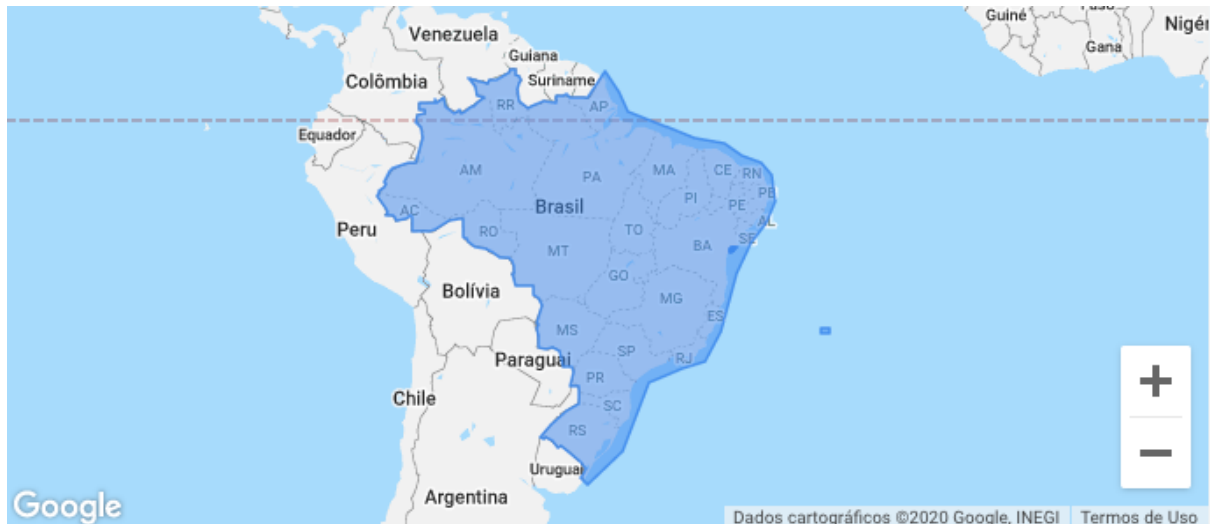 Guiné
Nigér
Venezuela
Gana
Guiana
Colômbia
Suriname
RR
AP
Equador
AM
PA
MA
CE
RN
PI
PB
AC
Brasil
PE
AL
Peru
RO
TO
SE
MT
BA
GO
Bolívia
MG
MS
ES
SP
Paraguai
RJ
PR
Chile
SC
RS
Uruguai
Argentina
Google
Dados cartográficos ©2020 Google, INEGI
Termos de Uso